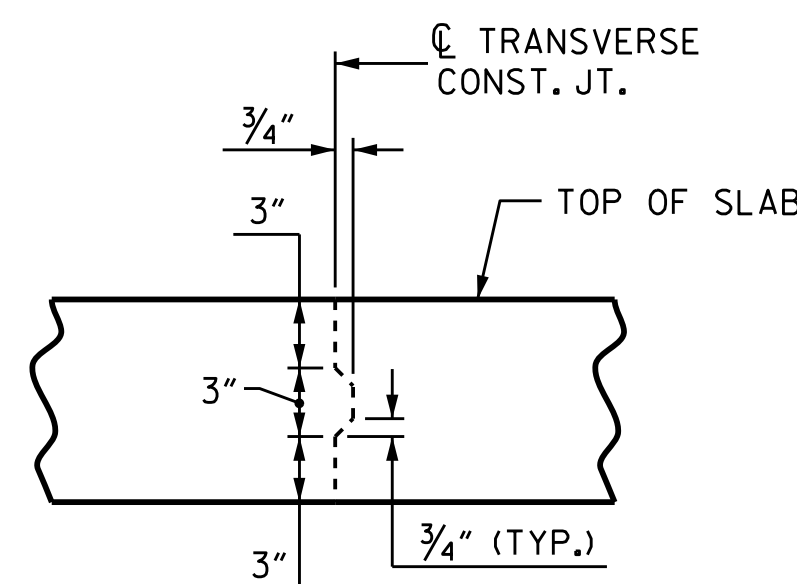 ℄ TRANSVERSE
CONST. JT.
3/4"
3"
TOP OF SLAB
3"
3/4" (TYP.)
3"